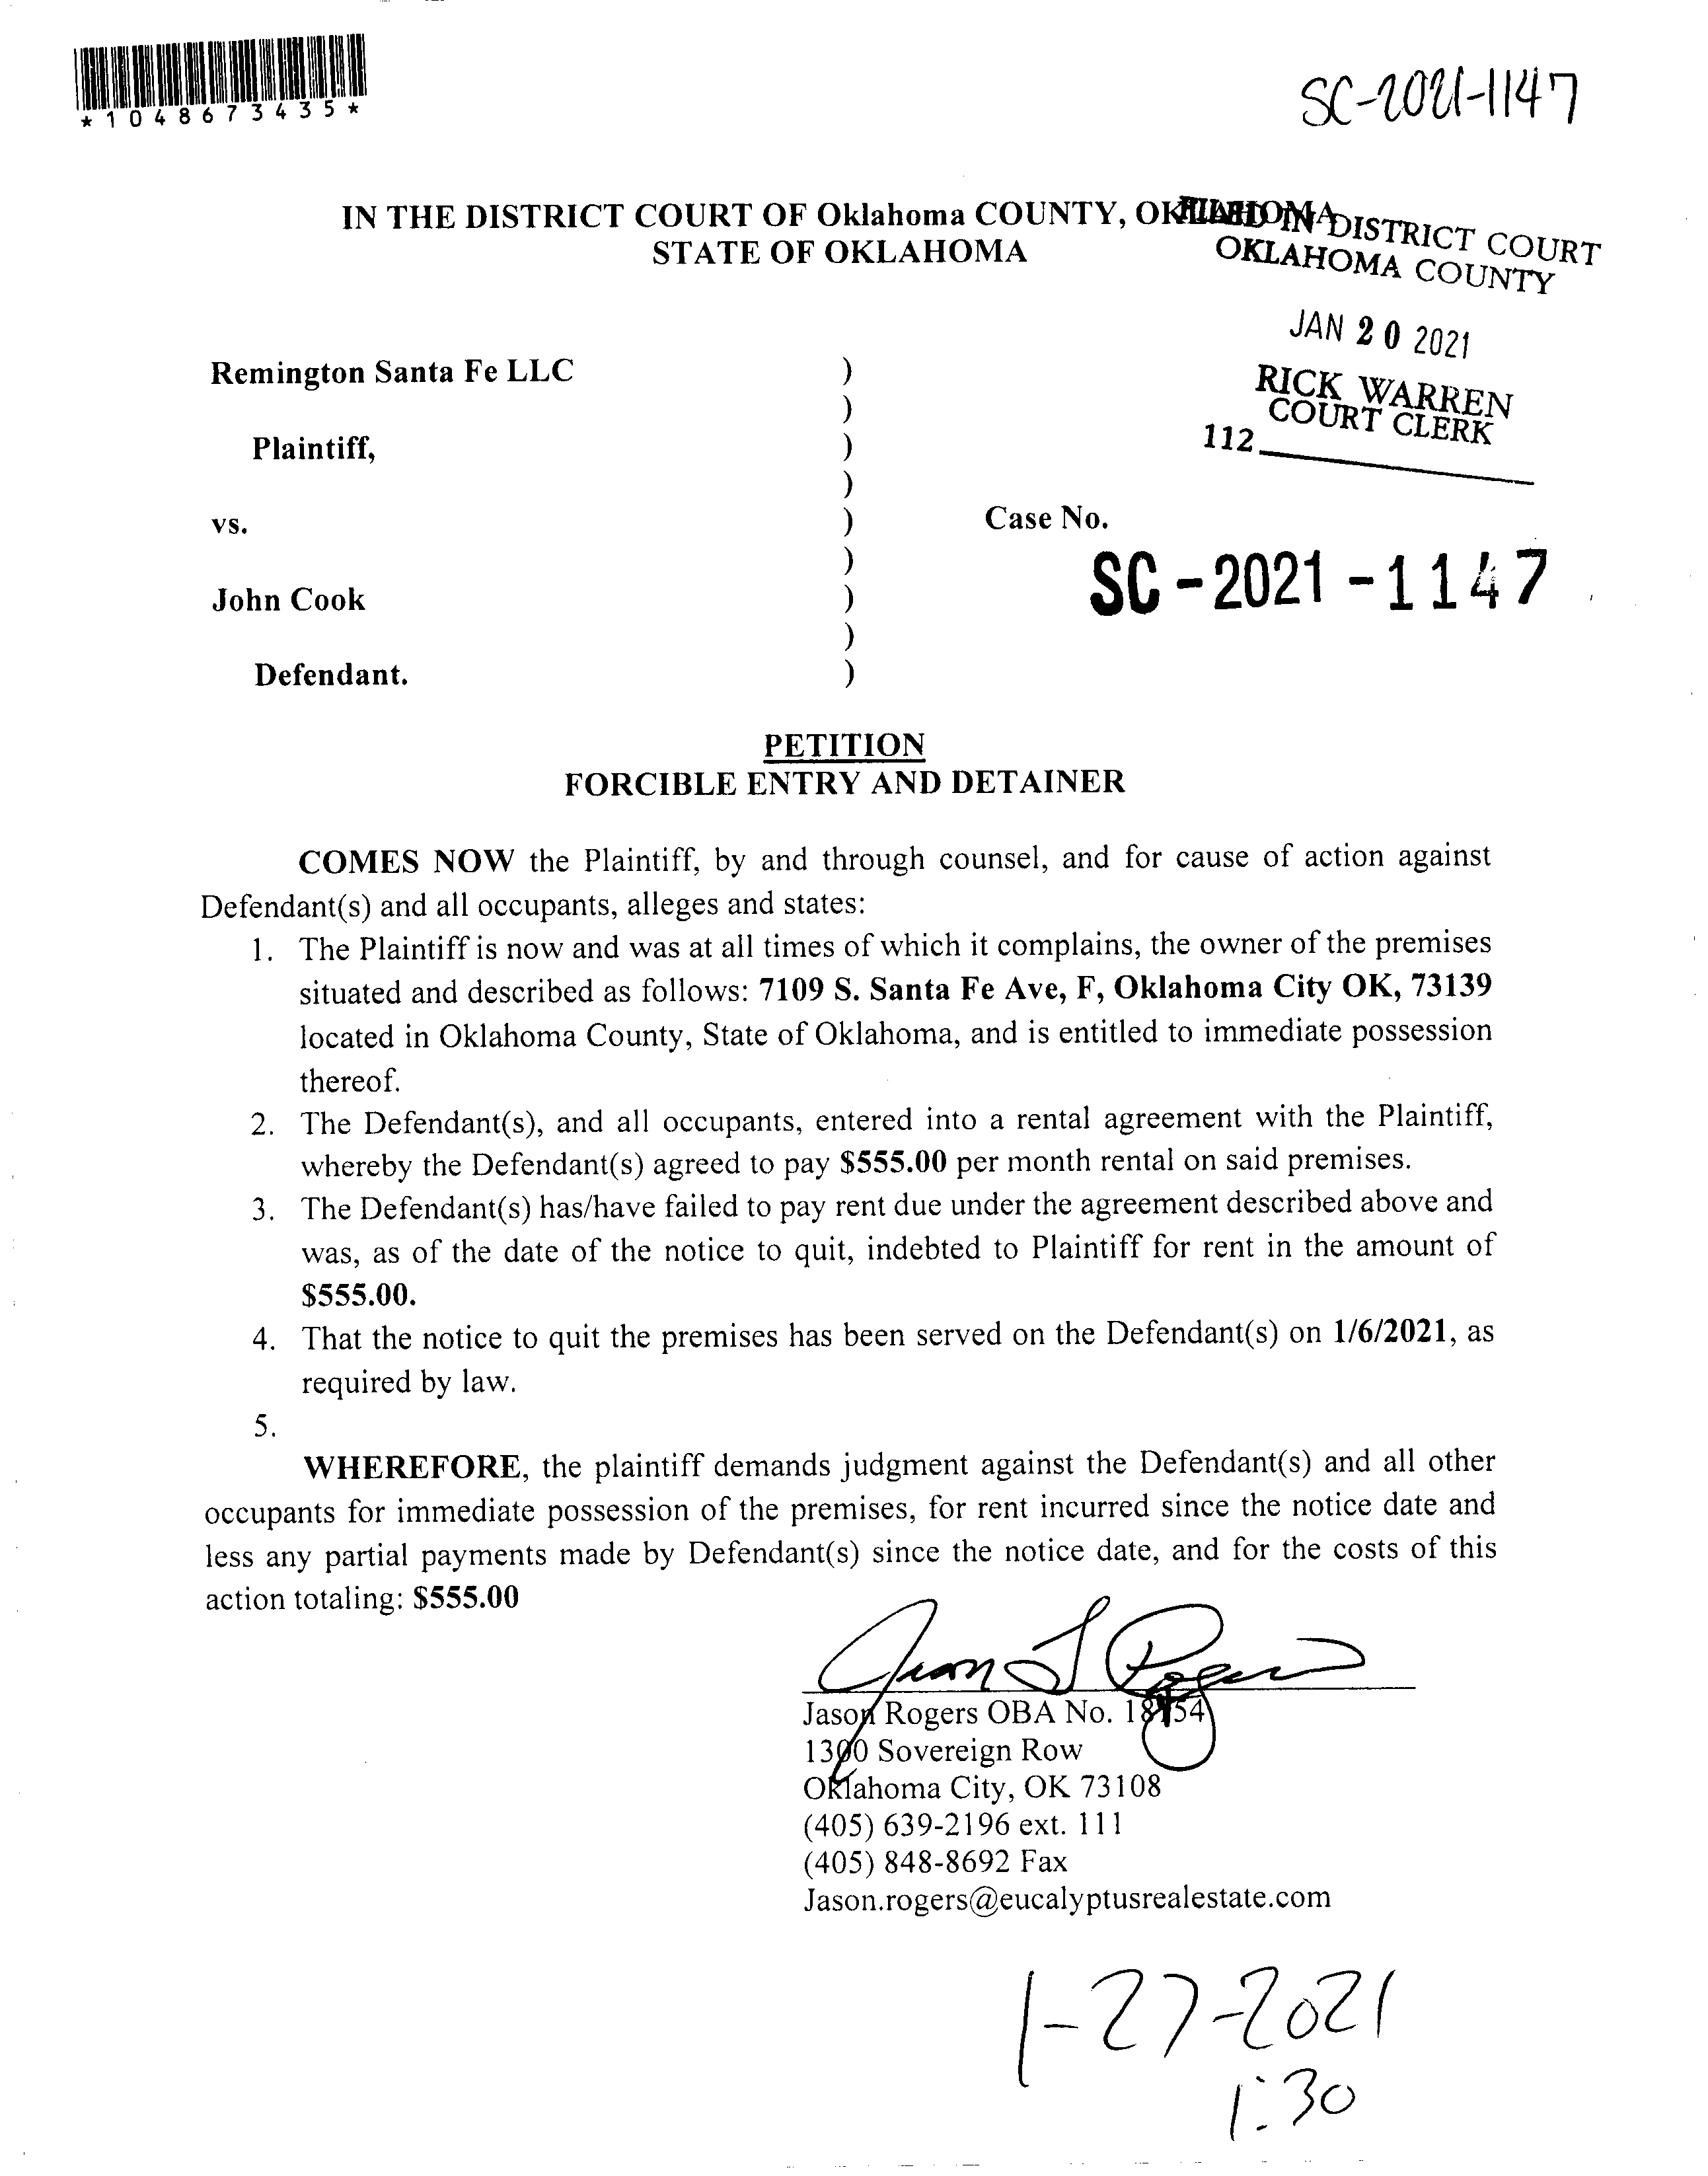 *1048673435*
SC-2021-1147
IN THE DISTRICT COURT OF Oklahoma COUNTY, OKLAHOMA
STATE OF OKLAHOMA
FILED IN DISTRICT COURT
OKLAHOMA COUNTY
JAN 20 2021
RICK WARREN
COURT CLERK
112
Remington Santa Fe LLC )
)
Plaintiff, )
)
vs. ) Case No.
)
SC-2021-1147
John Cook )
)
Defendant. )
PETITION
FORCIBLE ENTRY AND DETAINER
COMES NOW the Plaintiff, by and through counsel, and for cause of action against
Defendant(s) and all occupants, alleges and states:
1. The Plaintiff is now and was at all times of which it complains, the owner of the premises
situated and described as follows: 7109 S. Santa Fe Ave, F, Oklahoma City OK, 73139
located in Oklahoma County, State of Oklahoma, and is entitled to immediate possession
thereof.
2. The Defendant(s), and all occupants, entered into a rental agreement with the Plaintiff,
whereby the Defendant(s) agreed to pay $555.00 per month rental on said premises.
3. The Defendant(s) has/have failed to pay rent due under the agreement described above and
was, as of the date of the notice to quit, indebted to Plaintiff for rent in the amount of
$555.00.
4. That the notice to quit the premises has been served on the Defendant(s) on 1/6/2021, as
required by law.
5.
WHEREFORE, the plaintiff demands judgment against the Defendant(s) and all other
occupants for immediate possession of the premises, for rent incurred since the notice date and
less any partial payments made by Defendant(s) since the notice date, and for the costs of this
action totaling: $555.00
Jason Rogers OBA No.
1300 Sovereign Row
Oklahoma City, OK 73108
(405) 639-2196 ext. 111
(405) 848-8692 Fax
Jason.rogers@eucalyptusrealestate.com
1-27-2021
1:30